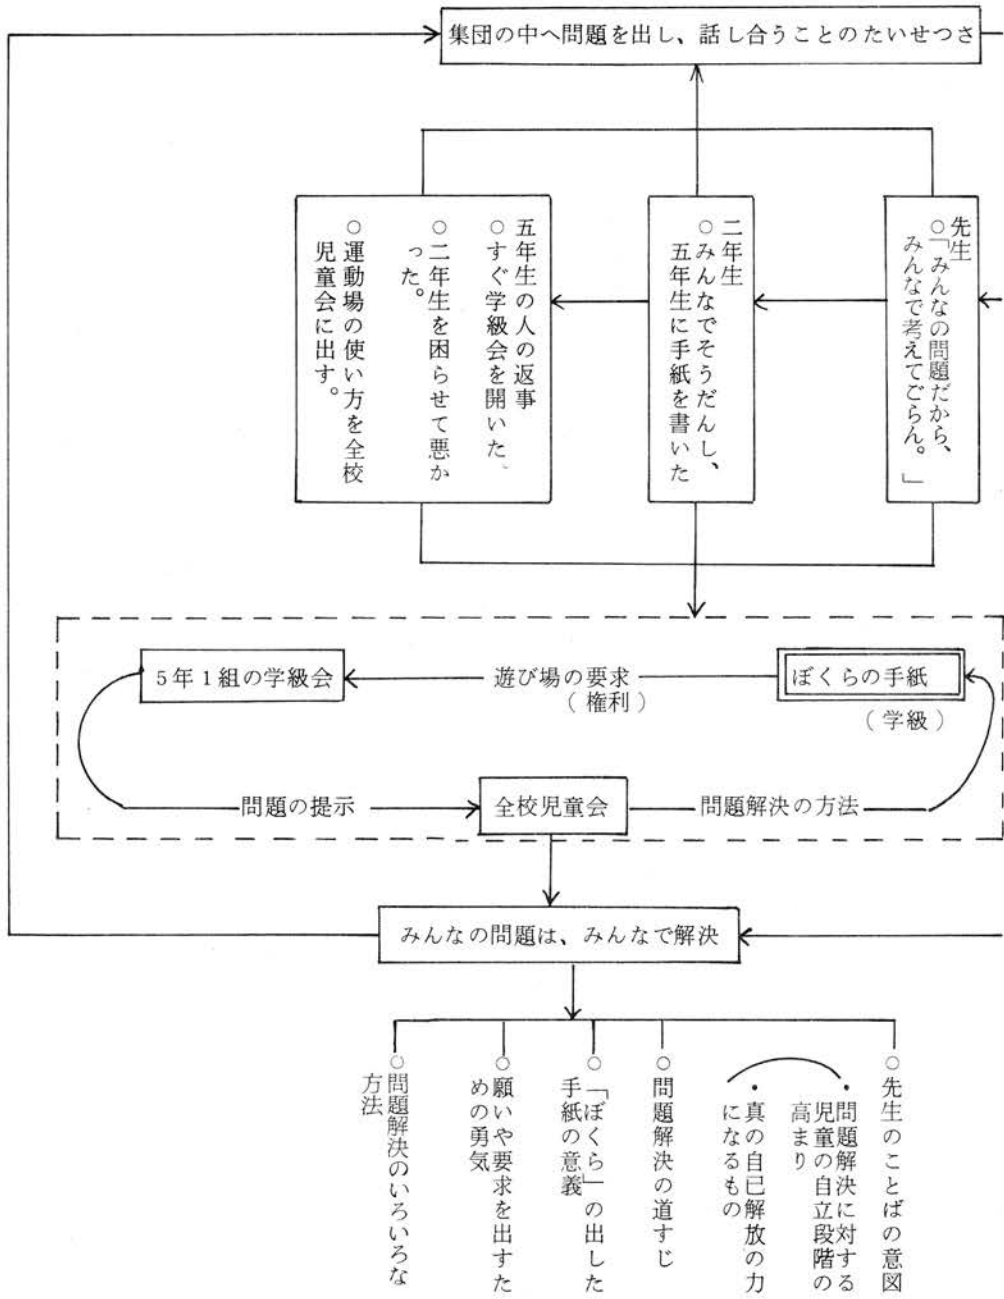 集団の中へ問題を出し、話し合うことのたいせつさ
先生
○「みんなの問題だから、
みんなで考えてごらん。」
二年生
○みんなでそうだんし、
五年生に手紙を書いた
五年生の人の返事
○すぐ学級会を開いた、
○二年生を困らせて悪か
った。
○運動場の使い方を全校
児童会に出す。
ぼくらの手紙
(学級)
遊び場の要求
(権利)
5年1組の学級会
問題の提示
全校児童会
問題解決の方法
みんなの問題は、みんなで解決
○先生のことばの意図
・問題解決に対する
児童の自立段階の
高まり
・真の自己解放の力
になるもの
○問題解決の道すじ
○「ぼくら」の出した
手紙の意義
○願いや要求を出すた
めの勇気
○問題解決のいろいろな
方法